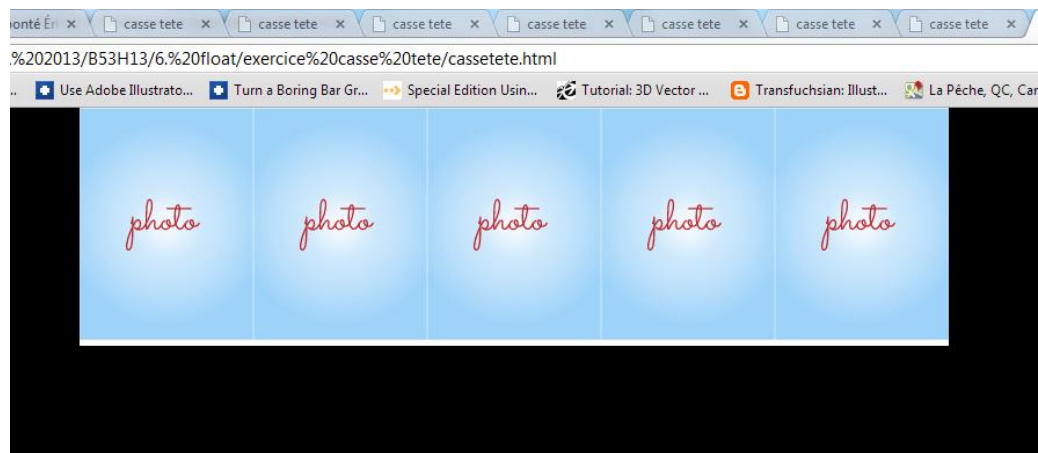 onté Éri casse tete casse tete casse tete casse tete casse tete casse tete casse tete
.%202013/B53H13/6.%20float/exercice%20casse%20tete/cassetete.html
... Use Adobe Illustrato... Turn a Boring Bar Gr... Special Edition Usin... Tutorial: 3D Vector ... Transfuchsian: Illust... La Pêche, QC, Car
photo photo photo photo photo